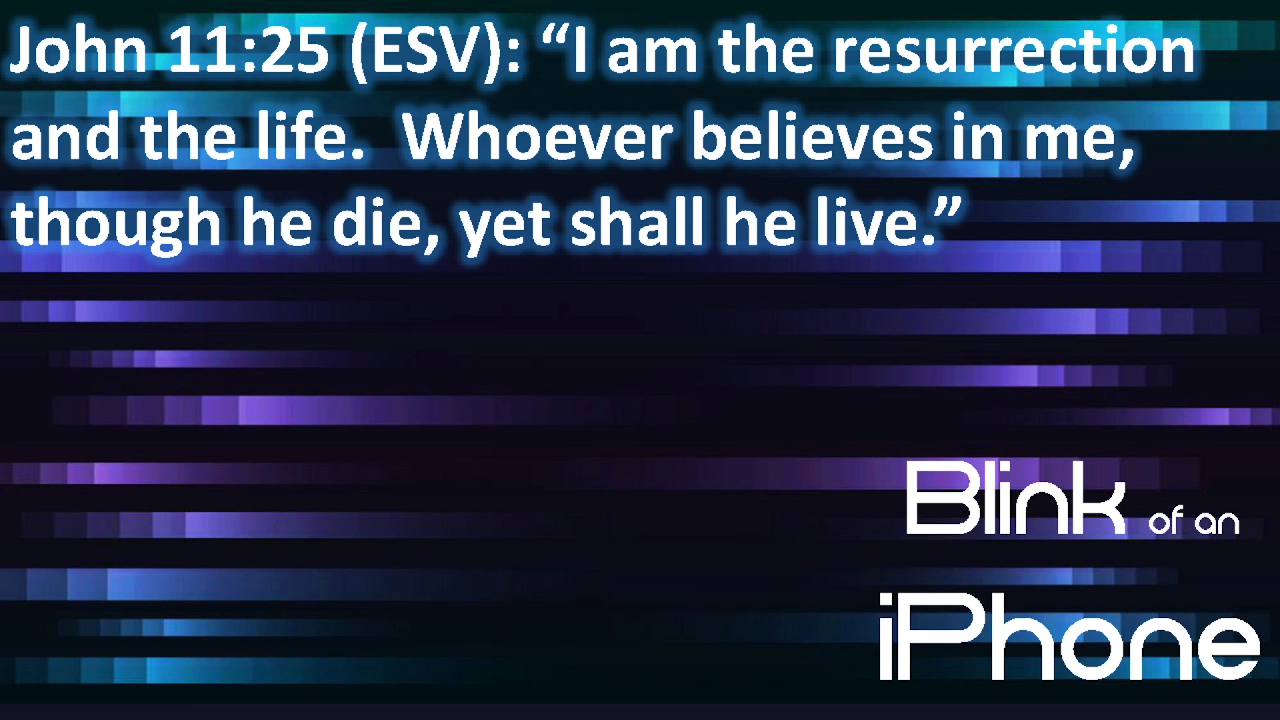 John 11:25 (ESV): “I am the resurrection
and the life.  Whoever believes in me,
though he die, yet shall he live.”
Blink of an
iPhone